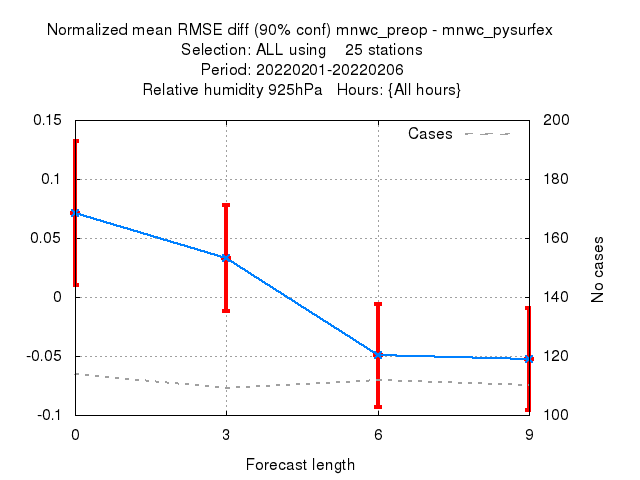 Normalized mean RMSE diff (90% conf) mnwc_preop - mnwc_pysurfex
Selection: ALL using    25 stations
Period: 20220201-20220206
Relative humidity 925hPa   Hours: {All hours}
0.15
0.1
0.05
0
-0.05
-0.1
Cases
200
180
160
140
120
100
No cases
0 3 6 9
Forecast length